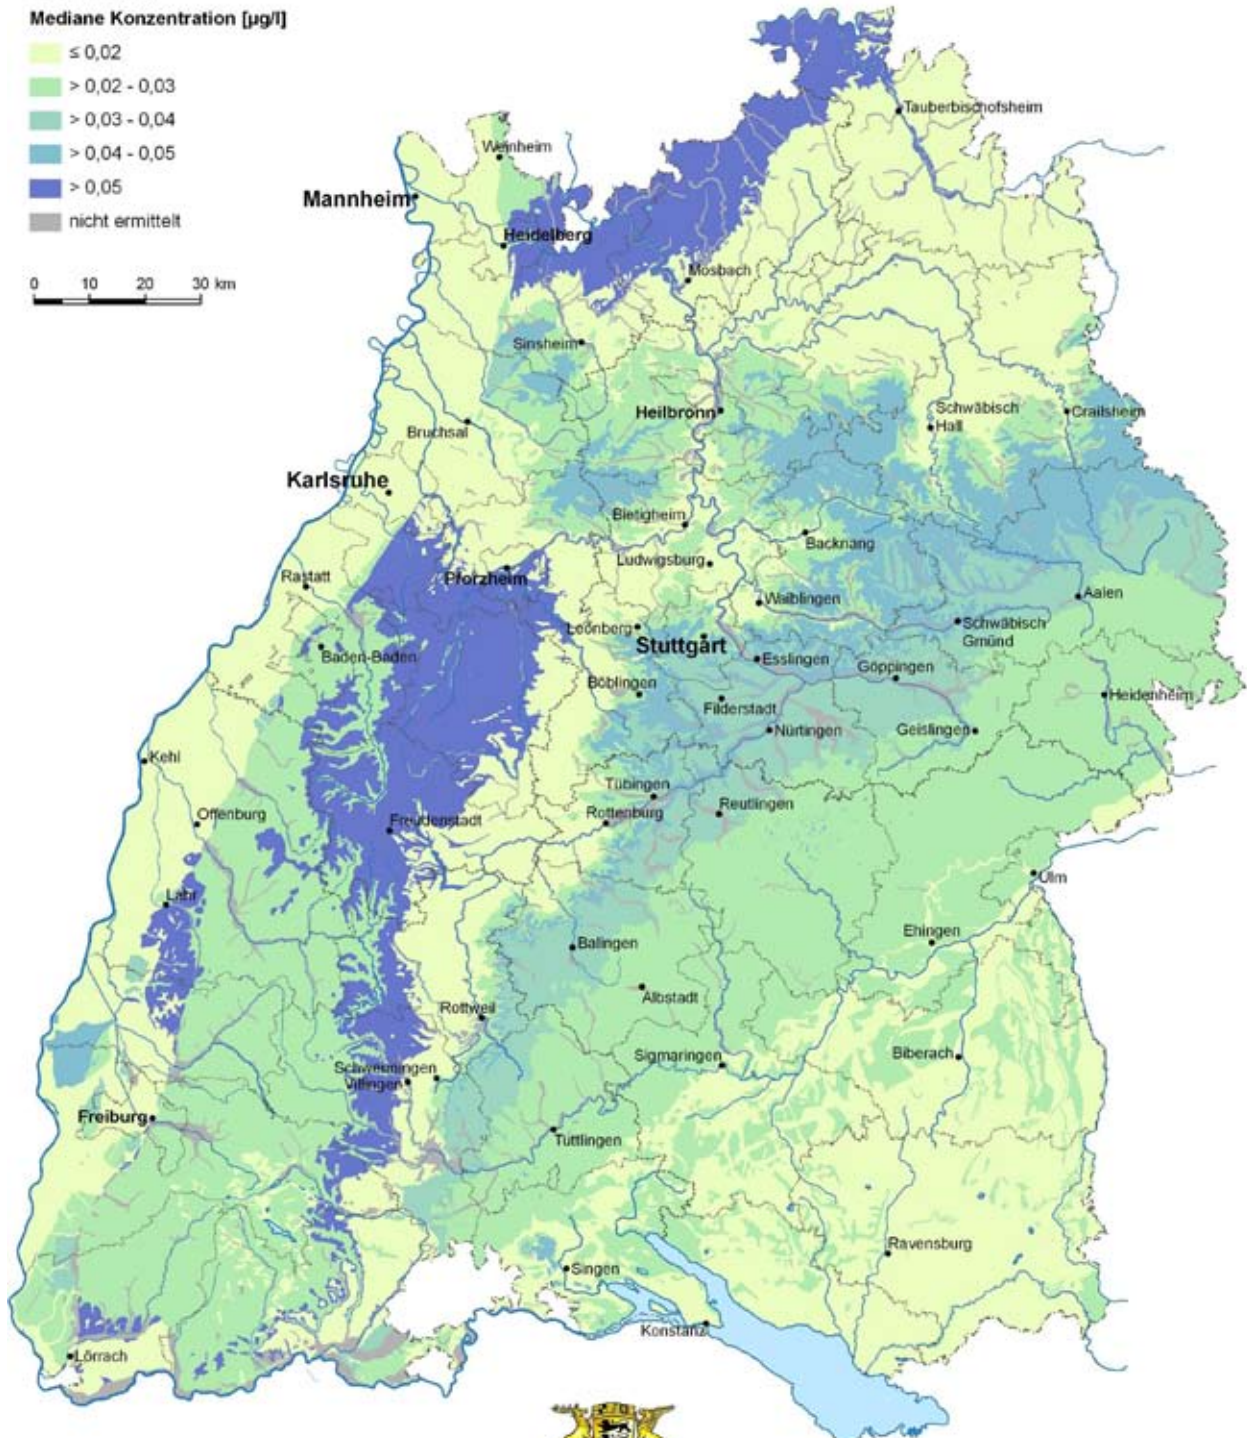 Mediane Konzentration [µg/l]
≤ 0,02
> 0,02 - 0,03
> 0,03 - 0,04
> 0,04 - 0,05
> 0,05
nicht ermittelt
0 10 20 30 km
Tauberbischofsheim
Weinheim
Mannheim
Heidelberg
Mosbach
Sinsheim
Heilbronn
Schwäbisch
Hall
Crailsheim
Bruchsal
Karlsruhe
Bietigheim
Backnang
Ludwigsburg
Pforzheim
Rastatt
Waiblingen
Aalen
Leonberg
Schwäbisch
Gmünd
Stuttgart
Baden-Baden
Esslingen
Göppingen
Böblingen
Heidenheim
Filderstadt
Nürtingen
Geislingen
Kehl
Tübingen
Reutlingen
Offenburg
Freudenstadt
Rottenburg
Ulm
Lahr
Ehingen
Balingen
Albstadt
Rottweil
Sigmaringen
Biberach
Schwenningen
Villingen
Freiburg
Tuttlingen
Ravensburg
Singen
Konstanz
Lörrach